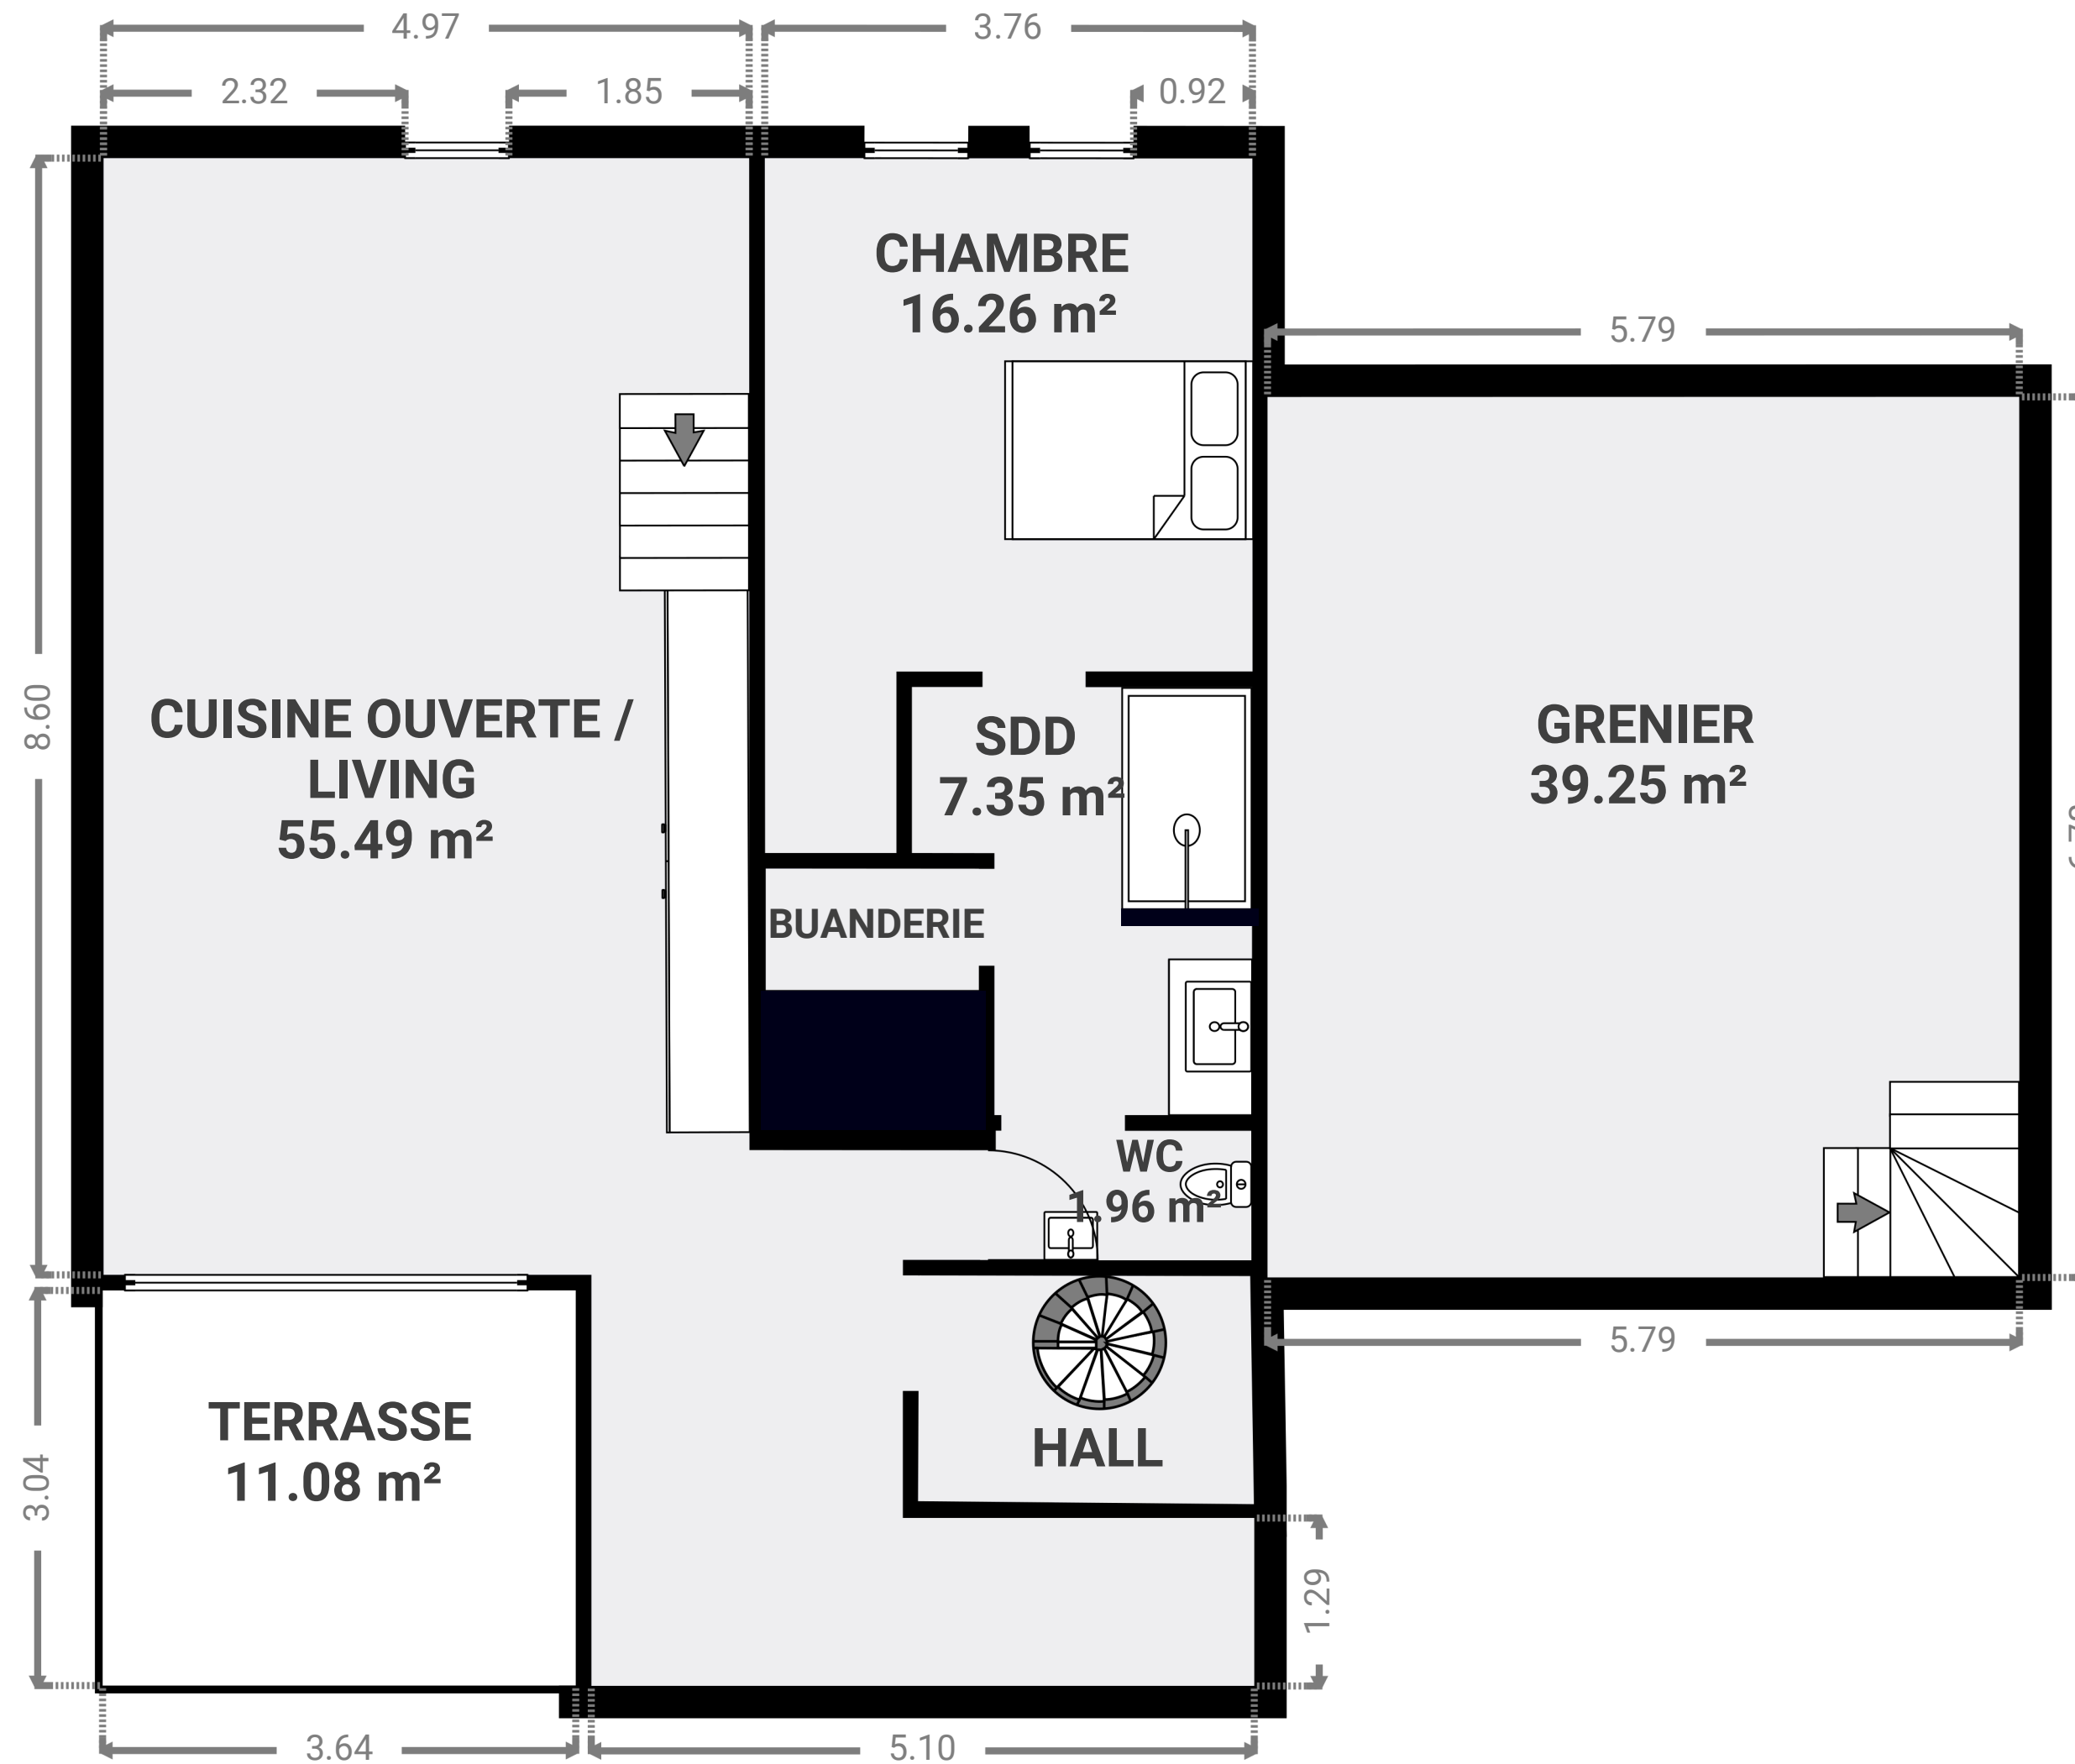 4.97
3.76
2.32
1.85
0.92
CHAMBRE
16.26 m²
5.79
8.60
CUISINE OUVERTE /
LIVING
55.49 m²
SDD
7.35 m²
GRENIER
39.25 m²
BUANDERIE
WC
1.96 m²
5.79
TERRASSE
11.08 m²
HALL
3.04
1.29
3.64
5.10